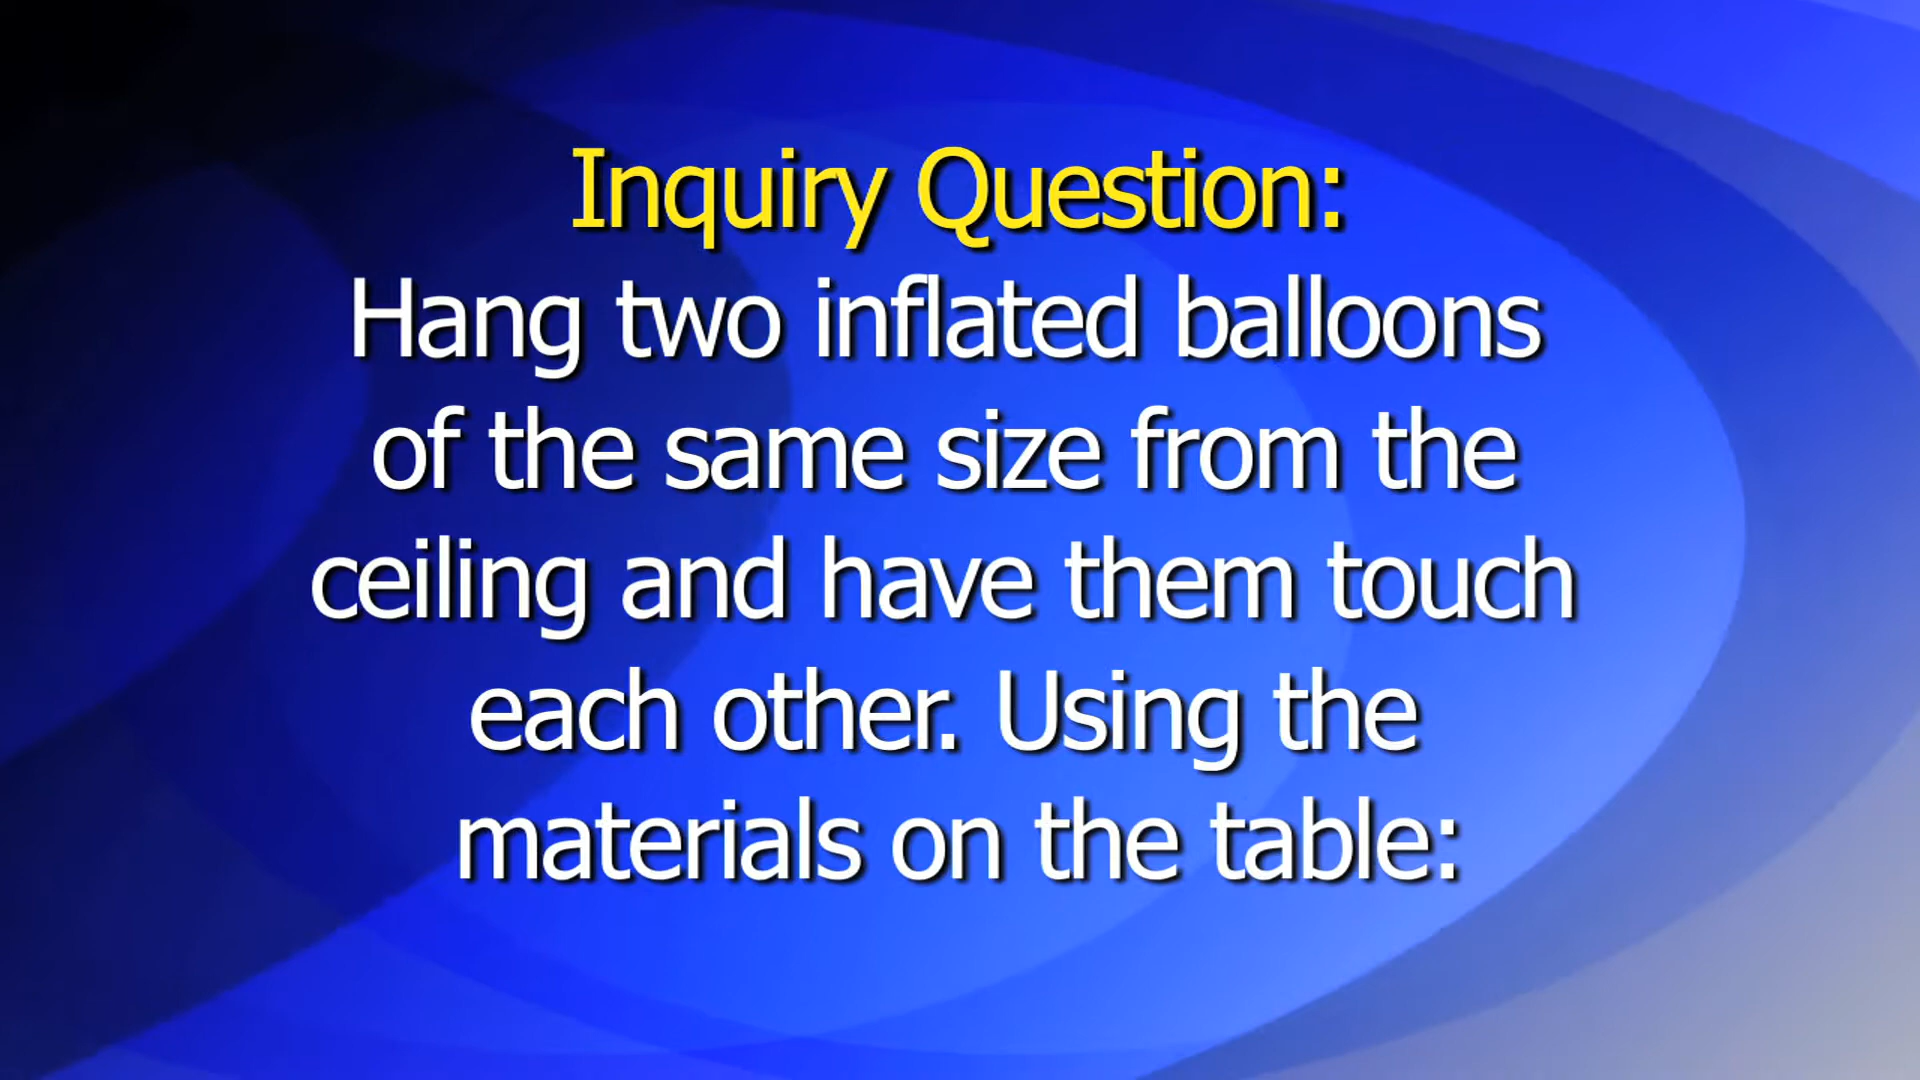 Inquiry Question:
Hang two inflated balloons
of the same size from the
ceiling and have them touch
each other. Using the
materials on the table: